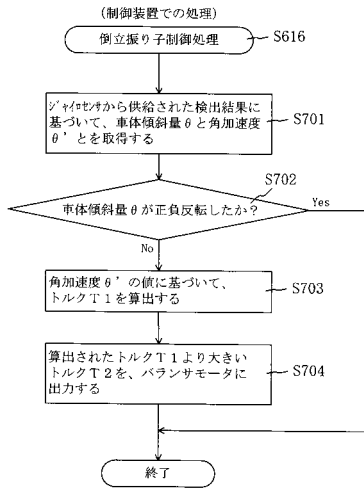 (制御装置での処理)
倒立振り子制御処理
S616
ジャイロセンサから供給された検出結果に
基づいて、車体傾斜量θと角加速度
θ’とを取得する
S701
S702
車体傾斜量θが正負反転したか?
Yes
No
角加速度θ’の値に基づいて、
トルクT1を算出する
S703
算出されたトルクT1より大きい
トルクT2を、バランサモータに
出力する
S704
終了